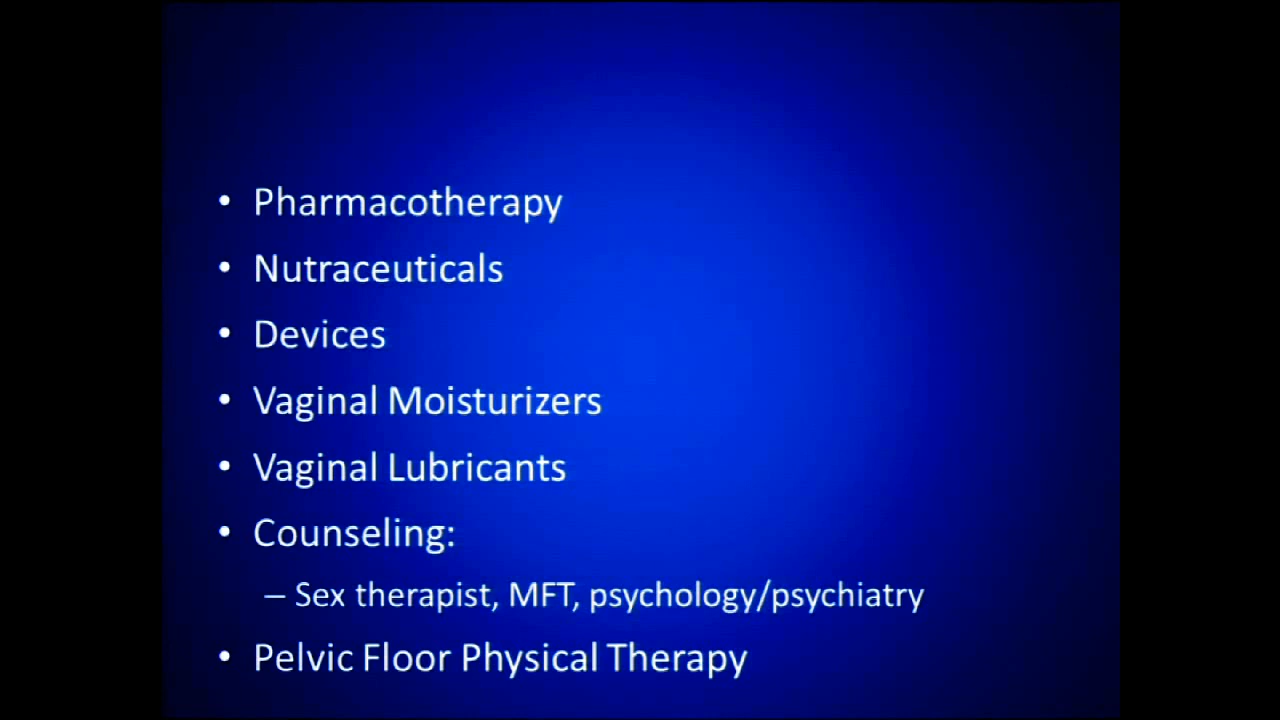 • Pharmacotherapy
• Nutraceuticals
• Devices
• Vaginal Moisturizers
• Vaginal Lubricants
• Counseling:
– Sex therapist, MFT, psychology/psychiatry
• Pelvic Floor Physical Therapy